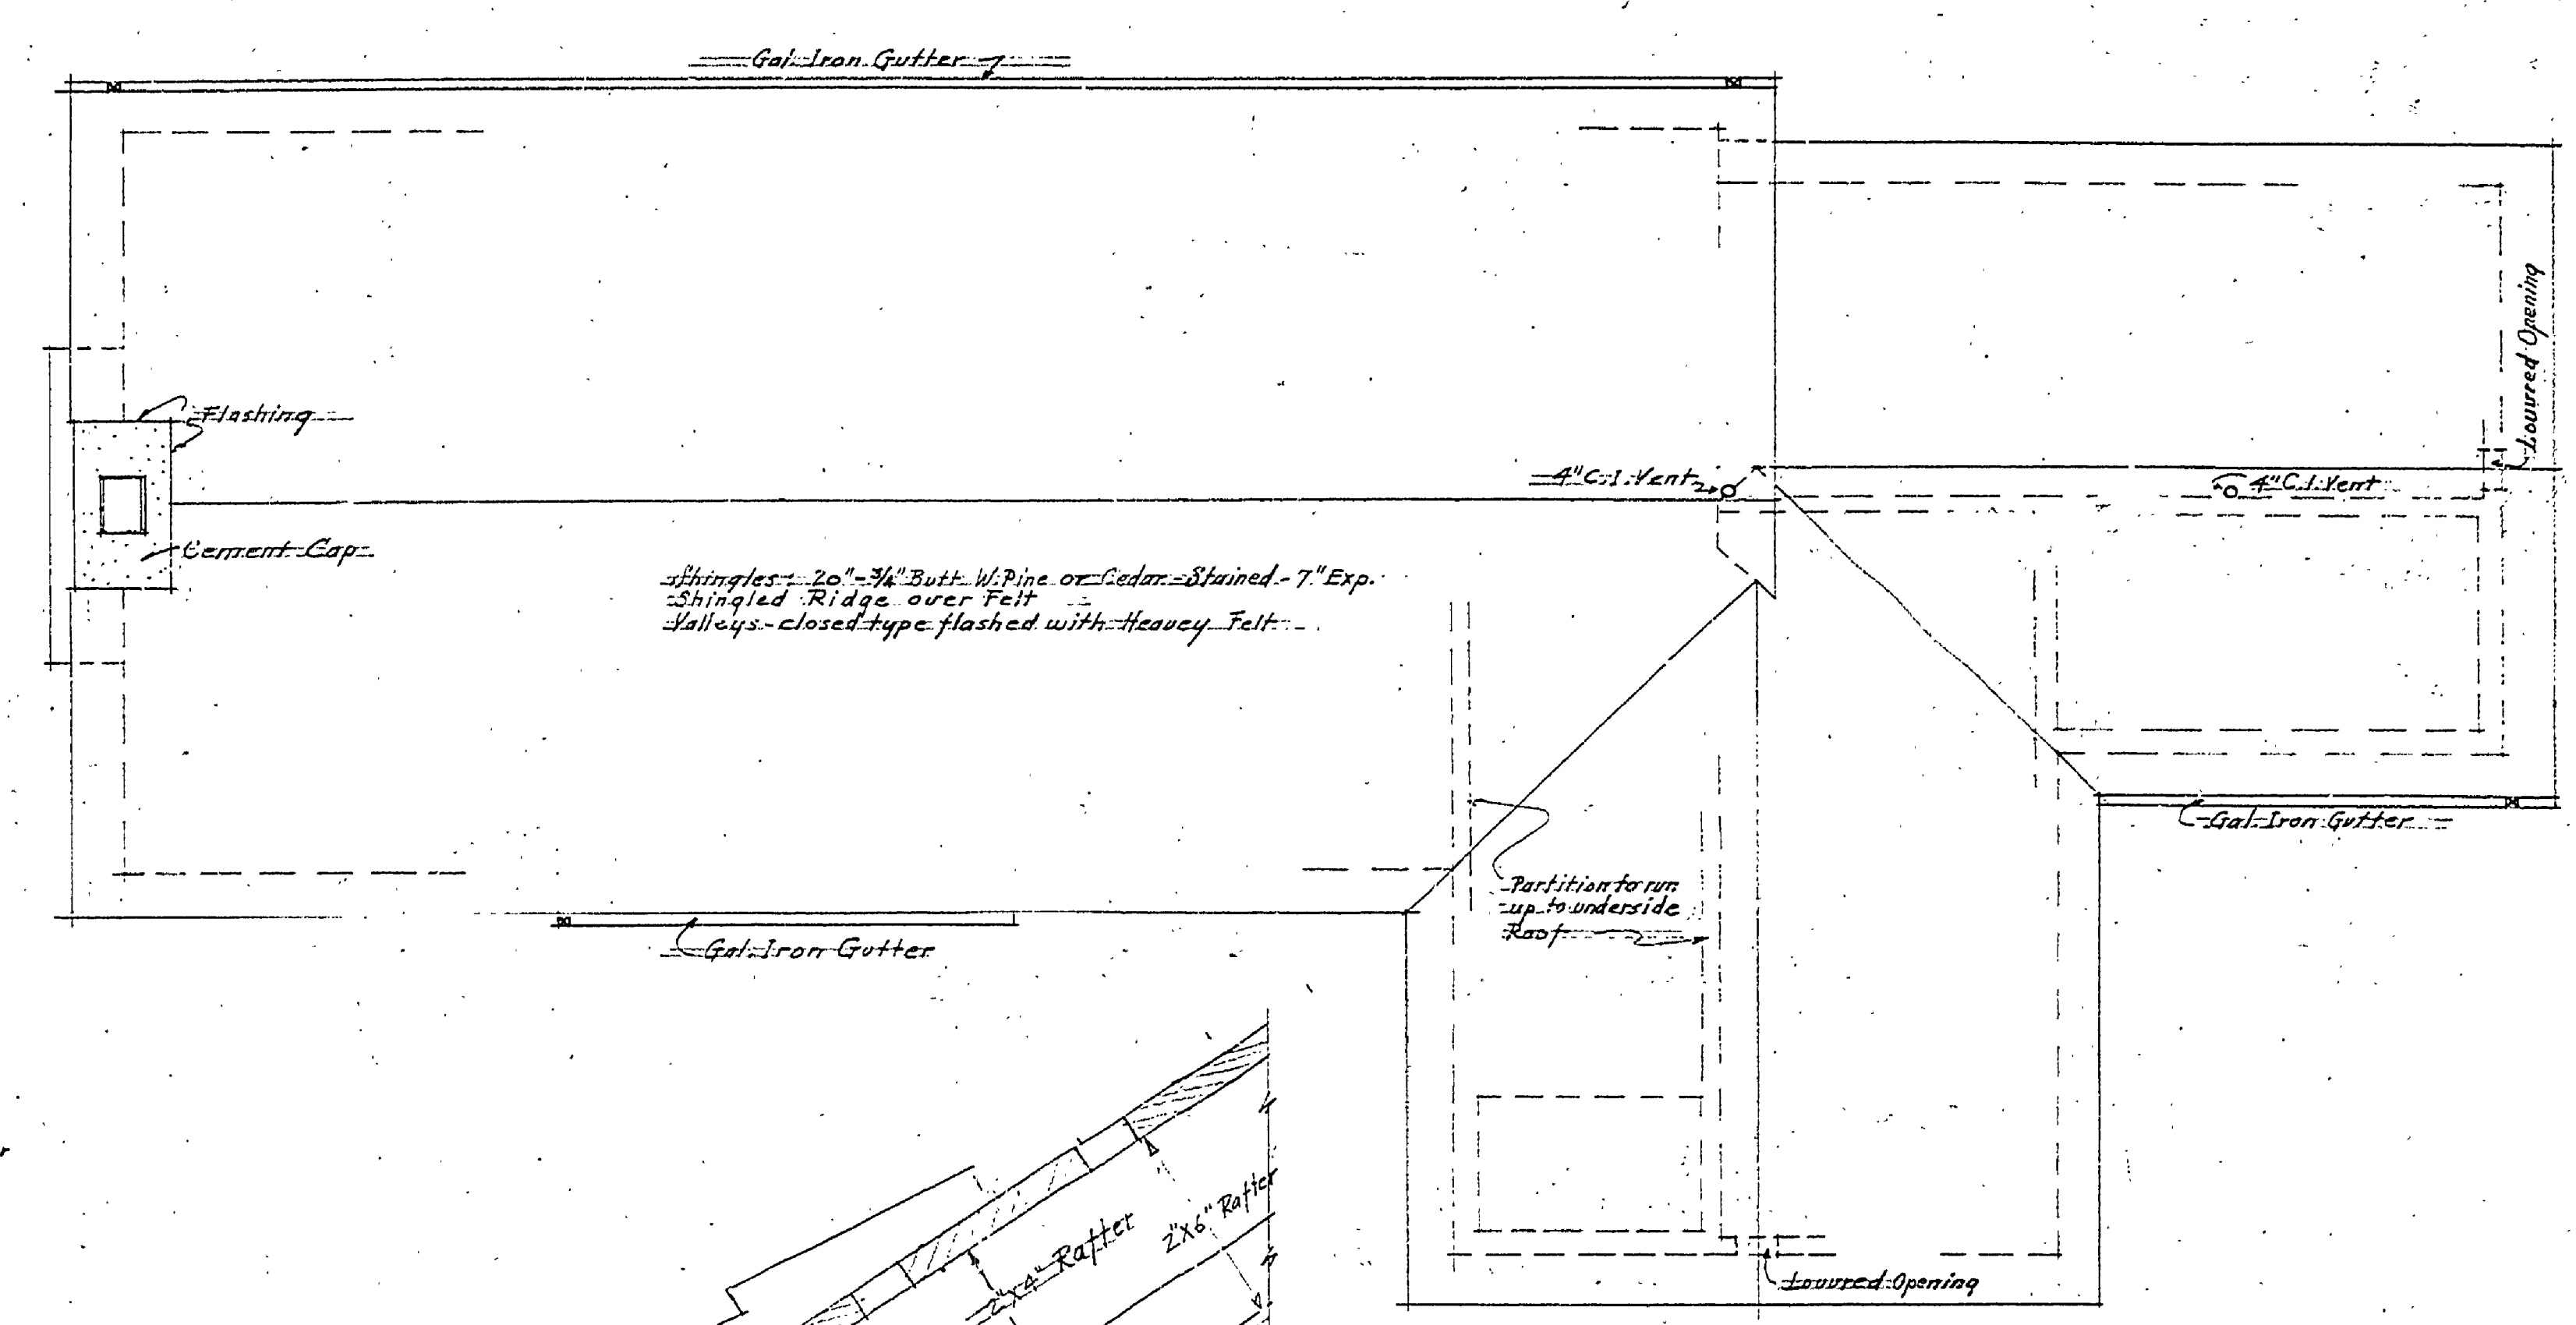 Gal. Iron Gutter
Flashing
Cement Cap
4" C.I. Vent
4" C.I. Vent
Louvred Opening
Shingles: 20" - 3/4" Butt W. Pine or Cedar - Stained - 7" Exp.
Shingled Ridge over Felt
Valleys - closed type flashed with Heavey Felt
Gal. Iron Gutter
Partition to run
up to underside
Roof
Gal. Iron Gutter
2"x4" Rafter
2"x6" Rafter
Louvred Opening